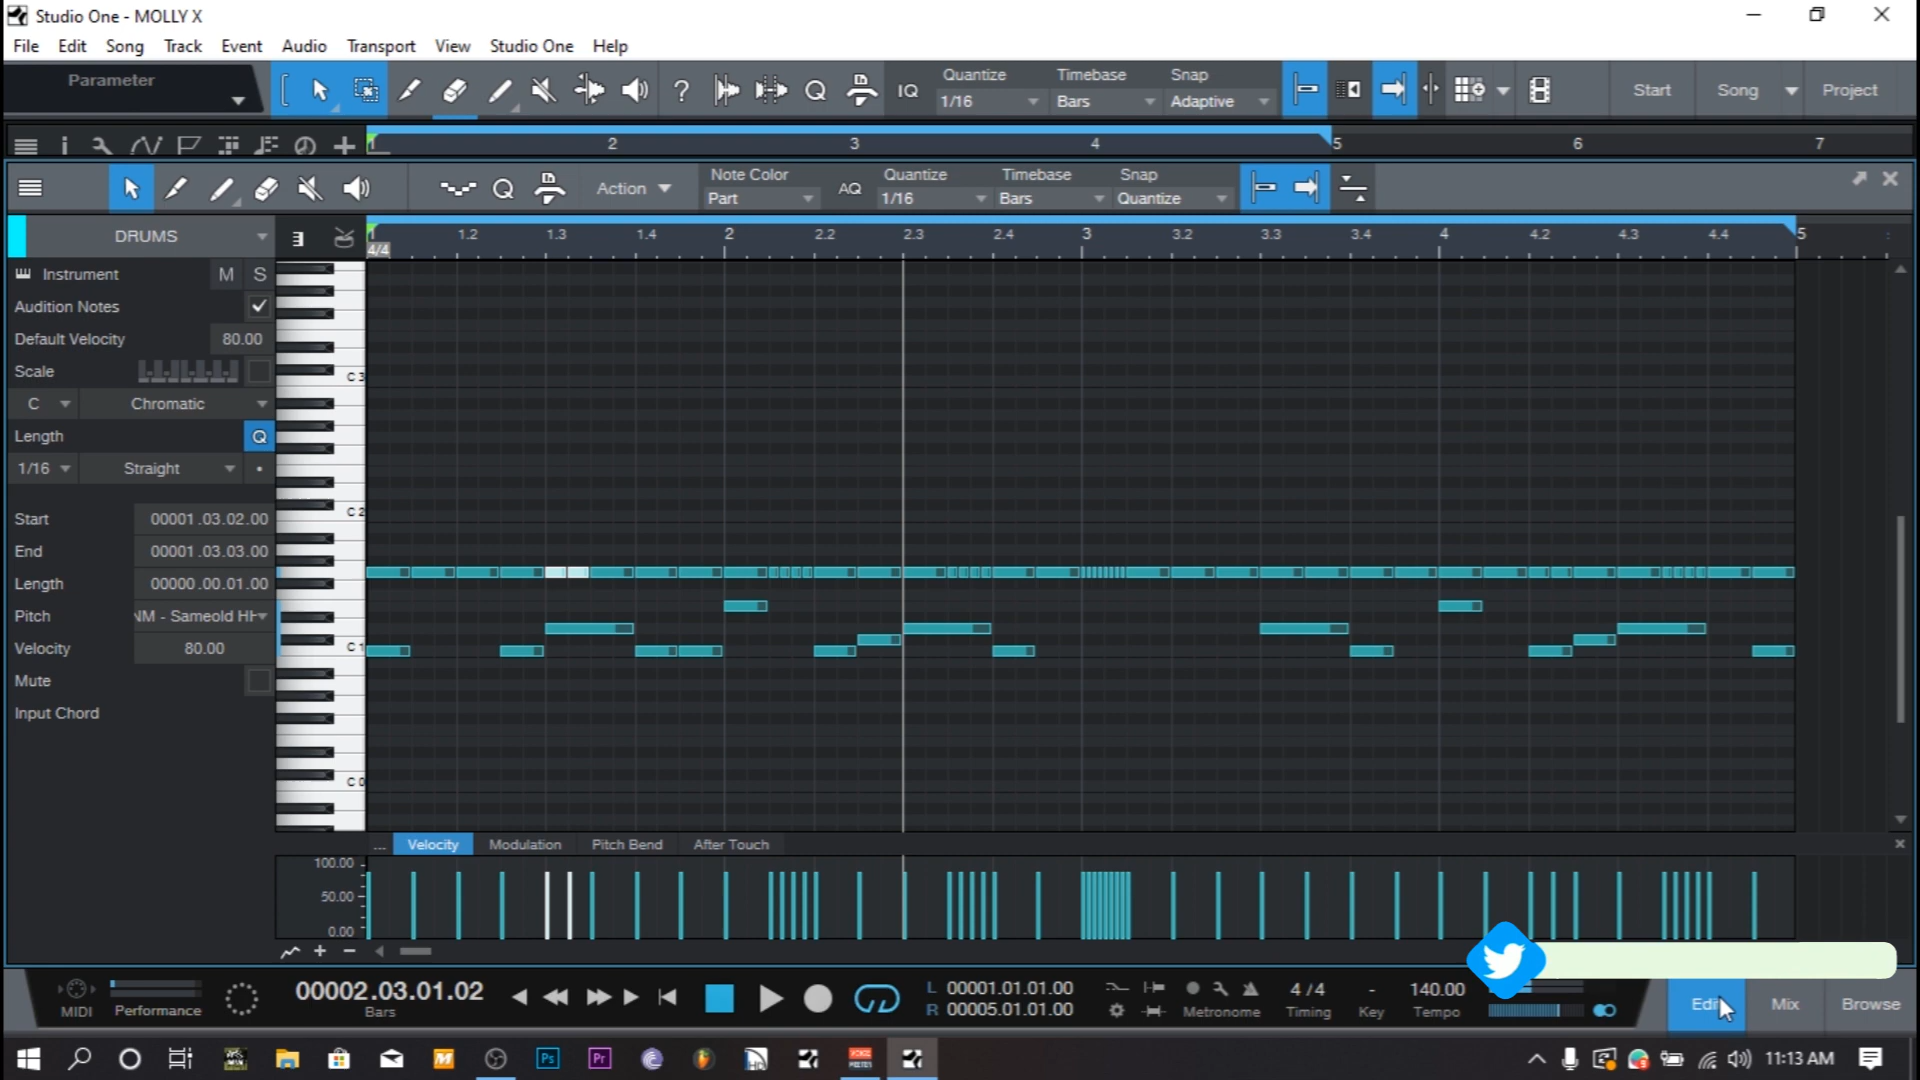 Studio One - MOLLY X
File Edit Song Track Event Audio Transport View Studio One Help
Parameter
Quantize Timebase Snap
IQ 1/16 Bars Adaptive
Start Song Project
1 2 3 4 5 6 7
Action
Note Color
Part
AQ
Quantize Timebase Snap
1/16 Bars Quantize
DRUMS
1 1.2 1.3 1.4 2 2.2 2.3 2.4 3 3.2 3.3 3.4 4 4.2 4.3 4.4 5
4/4
Instrument M S
Audition Notes
Default Velocity 80.00
Scale
C Chromatic
Length Q
1/16 Straight
Start 00001.03.02.00
End 00001.03.03.00
Length 00000.00.01.00
Pitch NM - Sameold HH
Velocity 80.00
Mute
Input Chord
C 3
C 2
C 1
C 0
... Velocity Modulation Pitch Bend After Touch
100.00
50.00
0.00
MIDI Performance
00002.03.01.02
Bars
L 00001.01.01.00
R 00005.01.01.00
Metronome
4 / 4
Timing
-
Key
140.00
Tempo
Edit Mix Browse
Ps Pr
11:13 AM